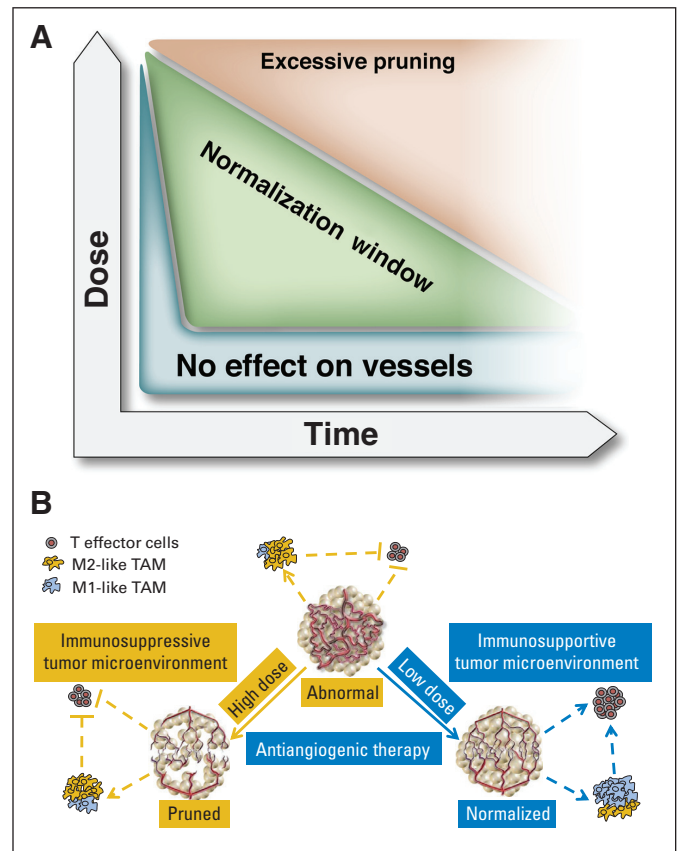 A
Excessive pruning
Normalization window
No effect on vessels
Dose
Time
B
T effector cells
M2-like TAM
M1-like TAM
Immunosuppressive
tumor microenvironment
Immunosupportive
tumor microenvironment
High dose
Abnormal
Low dose
Antiangiogenic therapy
Pruned
Normalized